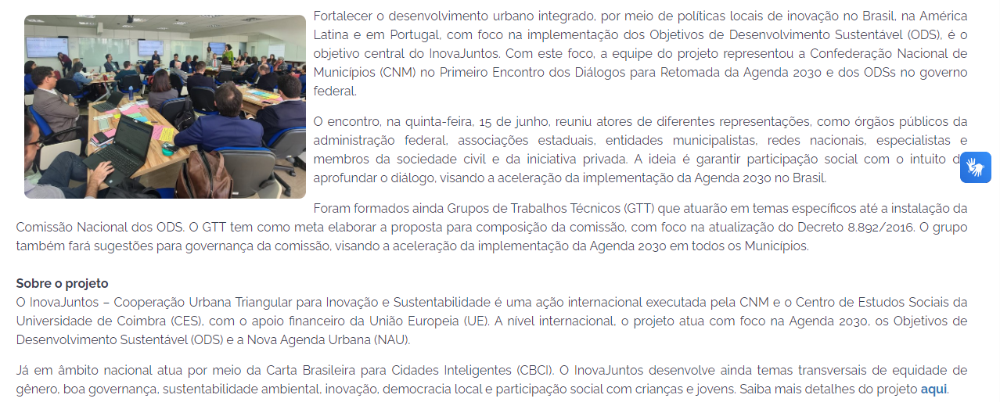 Fortalecer o desenvolvimento urbano integrado, por meio de políticas locais de inovação no Brasil, na América
Latina e em Portugal, com foco na implementação dos Objetivos de Desenvolvimento Sustentável (ODS), é o
objetivo central do InovaJuntos. Com este foco, a equipe do projeto representou a Confederação Nacional de
Municípios (CNM) no Primeiro Encontro dos Diálogos para Retomada da Agenda 2030 e dos ODSs no governo
federal.
O encontro, na quinta-feira, 15 de junho, reuniu atores de diferentes representações, como órgãos públicos da
administração federal, associações estaduais, entidades municipalistas, redes nacionais, especialistas e
membros da sociedade civil e da iniciativa privada. A ideia é garantir participação social com o intuito d
aprofundar o diálogo, visando a aceleração da implementação da Agenda 2030 no Brasil.
Foram formados ainda Grupos de Trabalhos Técnicos (GTT) que atuarão em temas específicos até a instalação da
Comissão Nacional dos ODS. O GTT tem como meta elaborar a proposta para composição da comissão, com foco na atualização do Decreto 8.892/2016. O grupo
também fará sugestões para governança da comissão, visando a aceleração da implementação da Agenda 2030 em todos os Municípios.
Sobre o projeto
O InovaJuntos – Cooperação Urbana Triangular para Inovação e Sustentabilidade é uma ação internacional executada pela CNM e o Centro de Estudos Sociais da
Universidade de Coimbra (CES), com o apoio financeiro da União Europeia (UE). A nível internacional, o projeto atua com foco na Agenda 2030, os Objetivos de
Desenvolvimento Sustentável (ODS) e a Nova Agenda Urbana (NAU).
Já em âmbito nacional atua por meio da Carta Brasileira para Cidades Inteligentes (CBCI). O InovaJuntos desenvolve ainda temas transversais de equidade de
gênero, boa governança, sustentabilidade ambiental, inovação, democracia local e participação social com crianças e jovens. Saiba mais detalhes do projeto aqui.